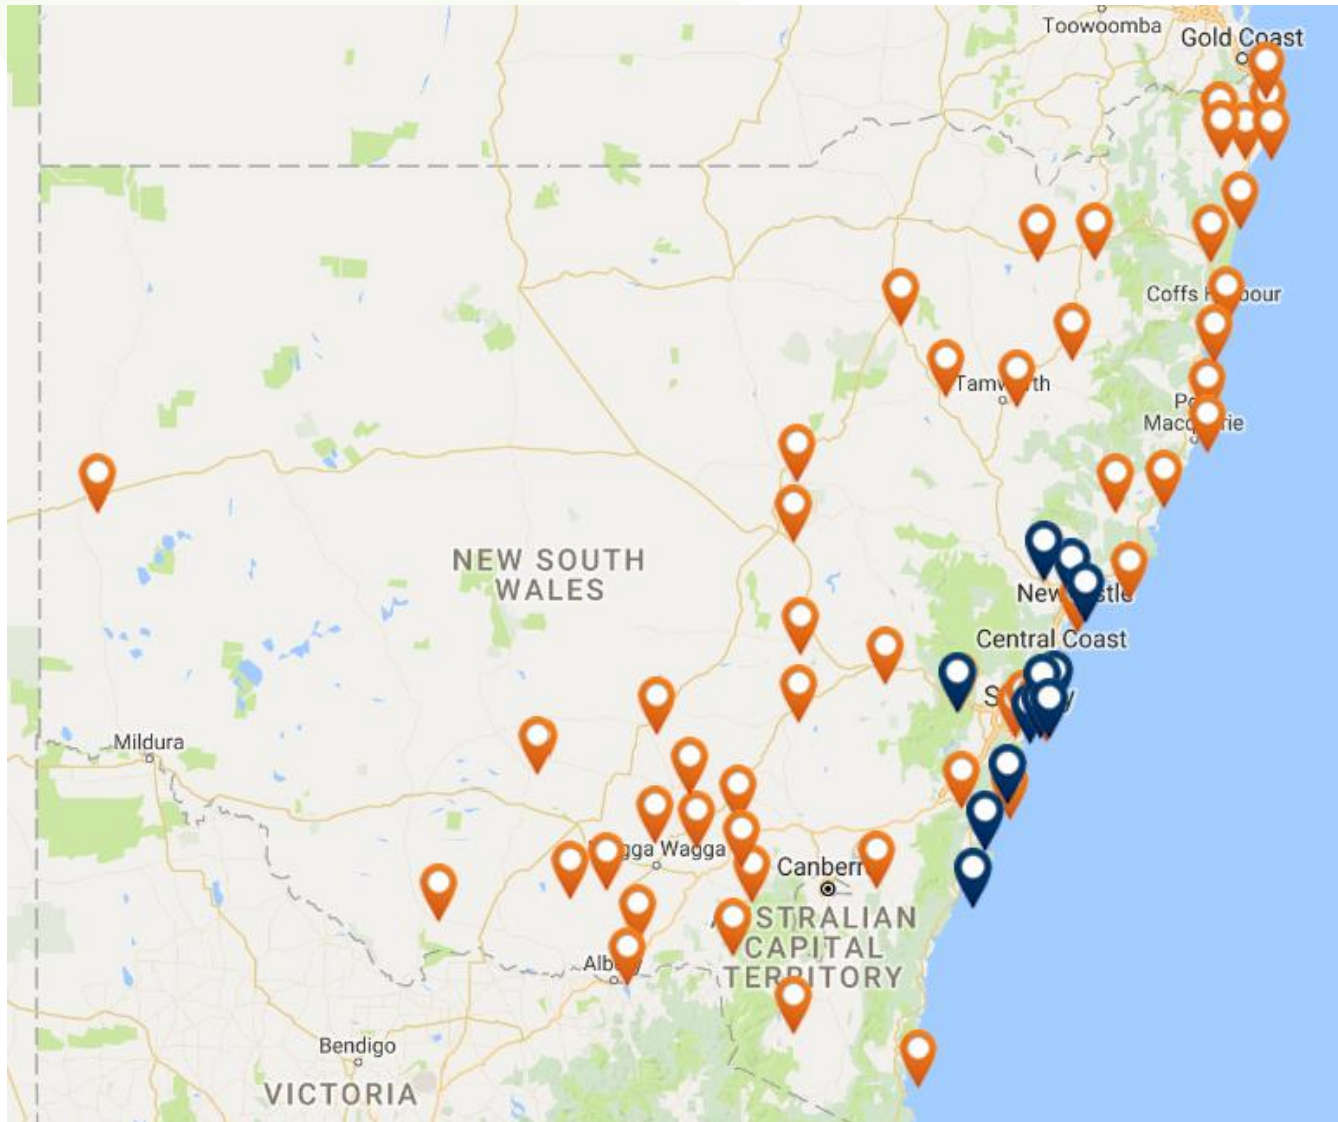 Toowoomba
Gold Coast
Coffs H bour
Tamw th
Macq rie
NEW SOUTH
WALES
New stle
Central Coast
S y
Mildura
gga Wagga
Canberr
STRALIAN
CAPITAL
TERRITORY
Alb
Bendigo
VICTORIA